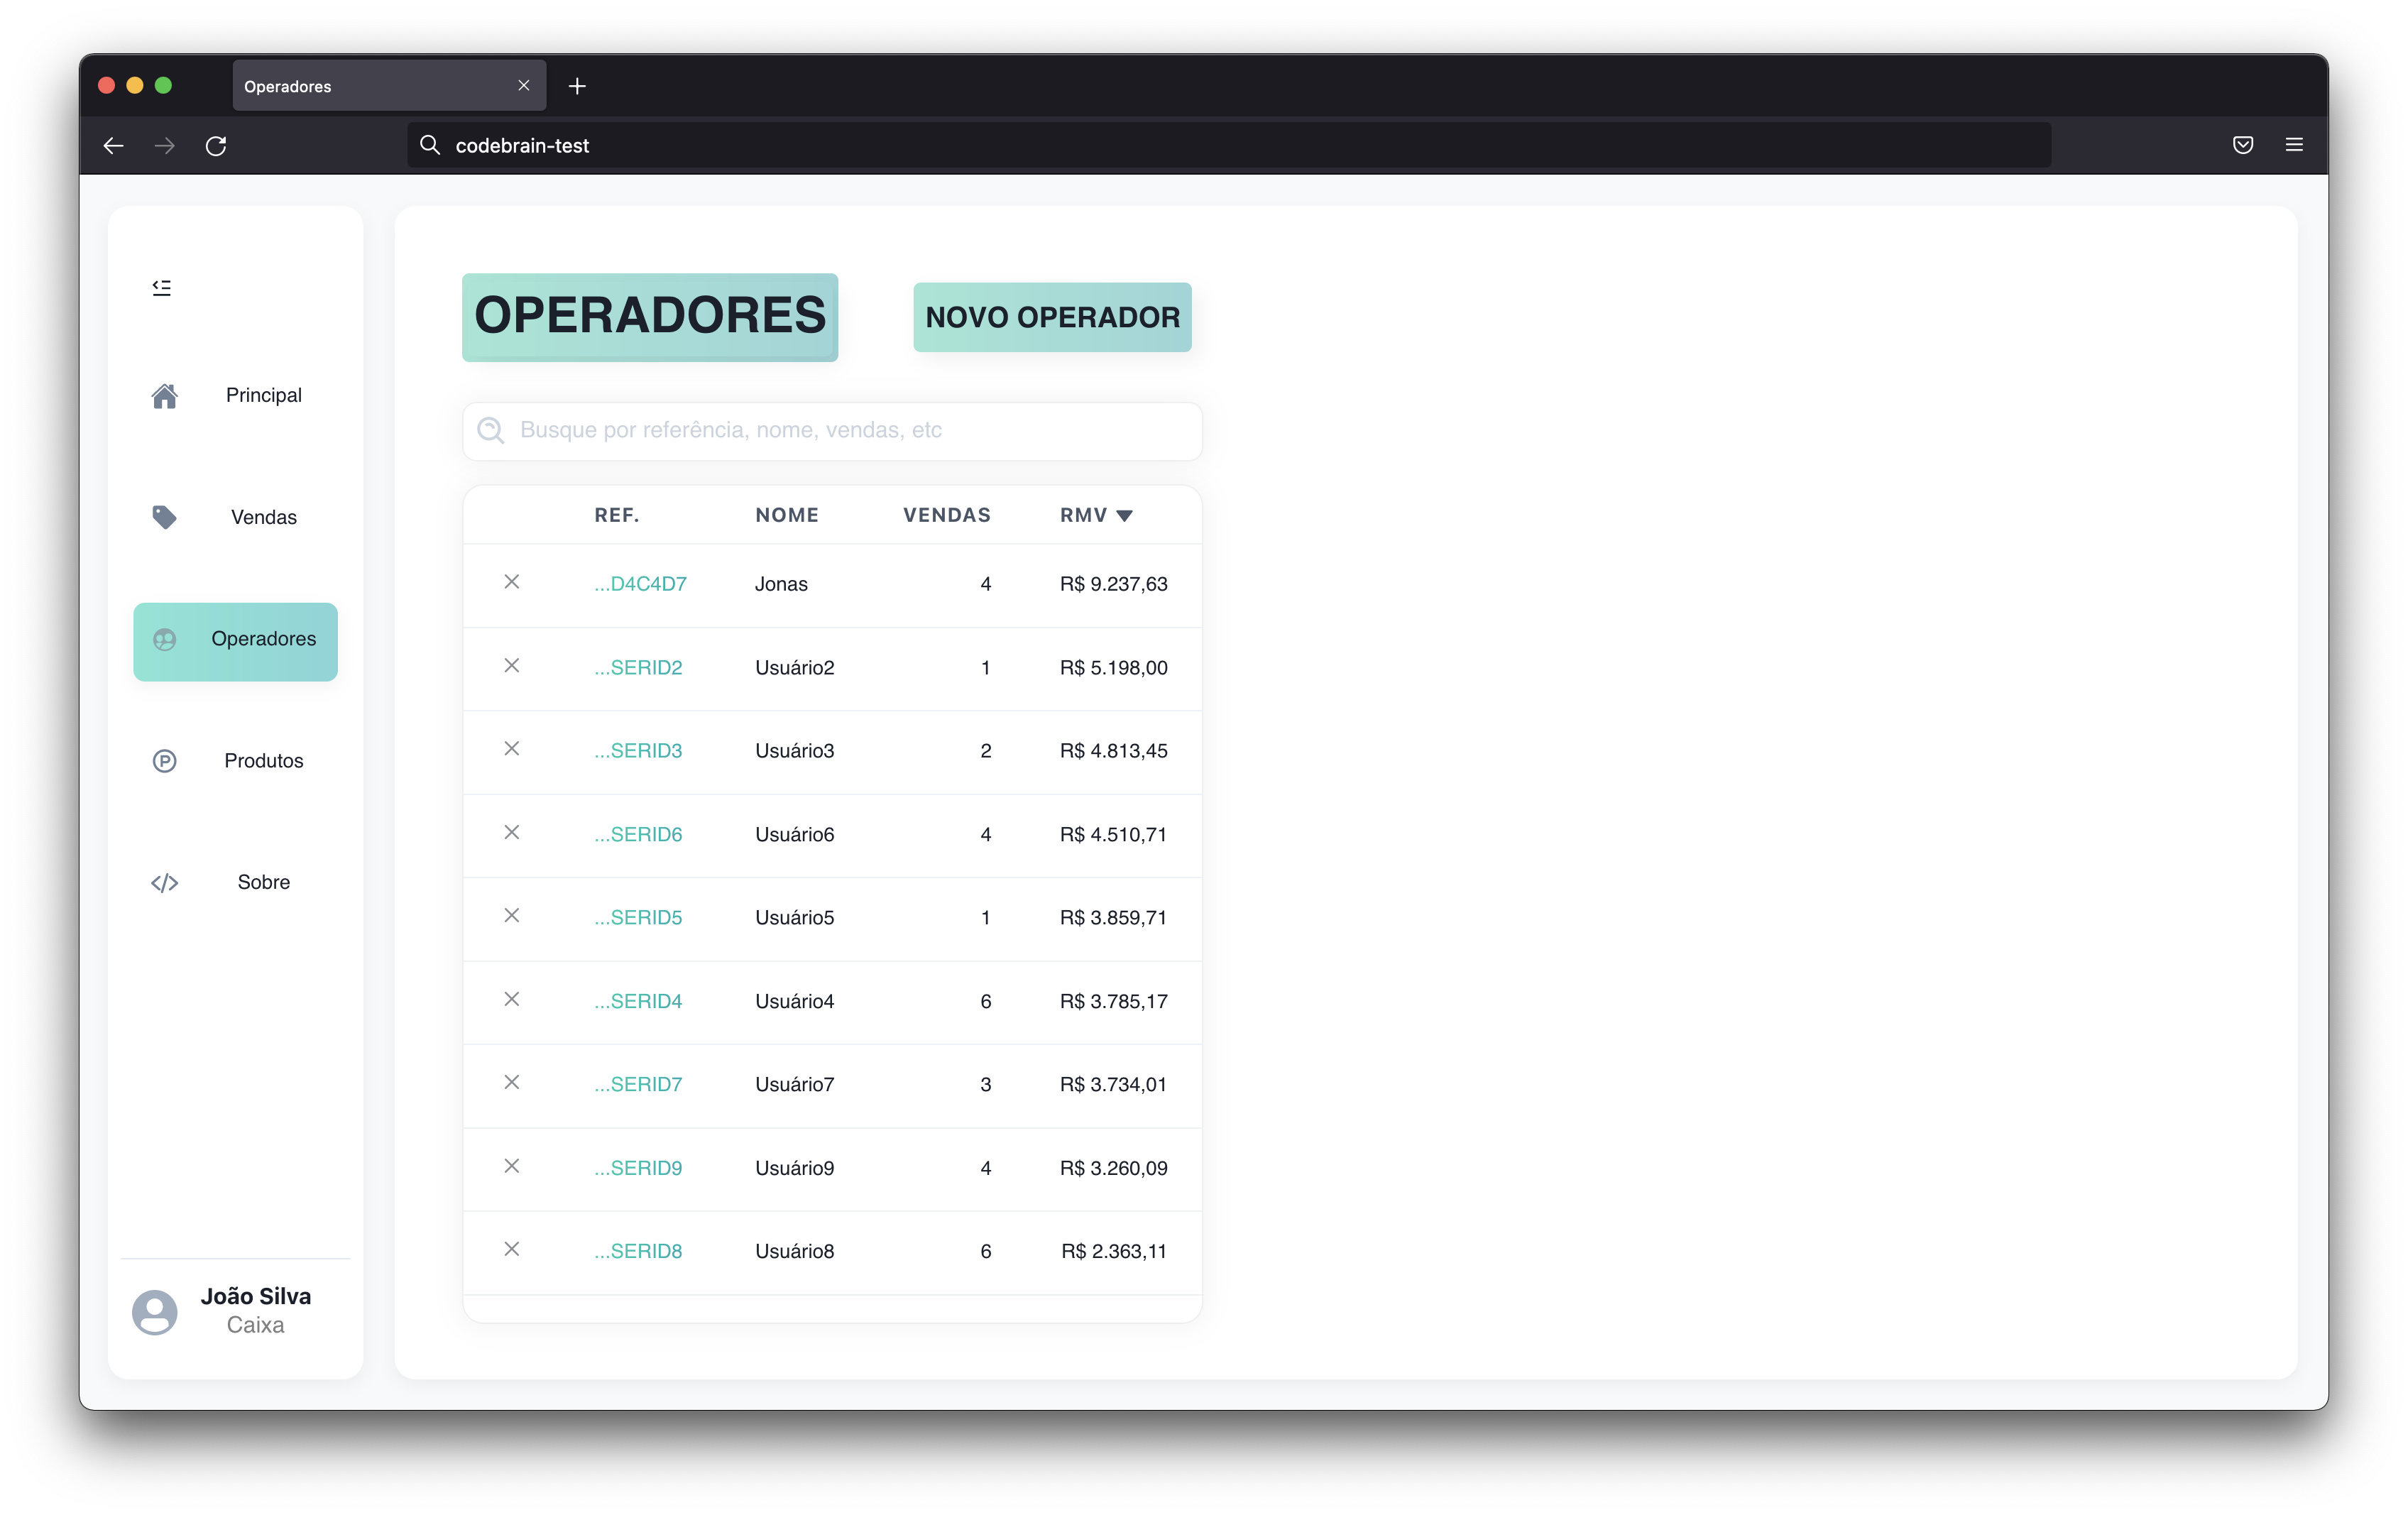 Operadores
codebrain-test
Principal
Vendas
Operadores
Produtos
Sobre
João Silva
Caixa
OPERADORES
NOVO OPERADOR
Busque por referência, nome, vendas, etc
REF. NOME VENDAS RMV
...D4C4D7 Jonas 4 R$ 9.237,63
...SERID2 Usuário2 1 R$ 5.198,00
...SERID3 Usuário3 2 R$ 4.813,45
...SERID6 Usuário6 4 R$ 4.510,71
...SERID5 Usuário5 1 R$ 3.859,71
...SERID4 Usuário4 6 R$ 3.785,17
...SERID7 Usuário7 3 R$ 3.734,01
...SERID9 Usuário9 4 R$ 3.260,09
...SERID8 Usuário8 6 R$ 2.363,11